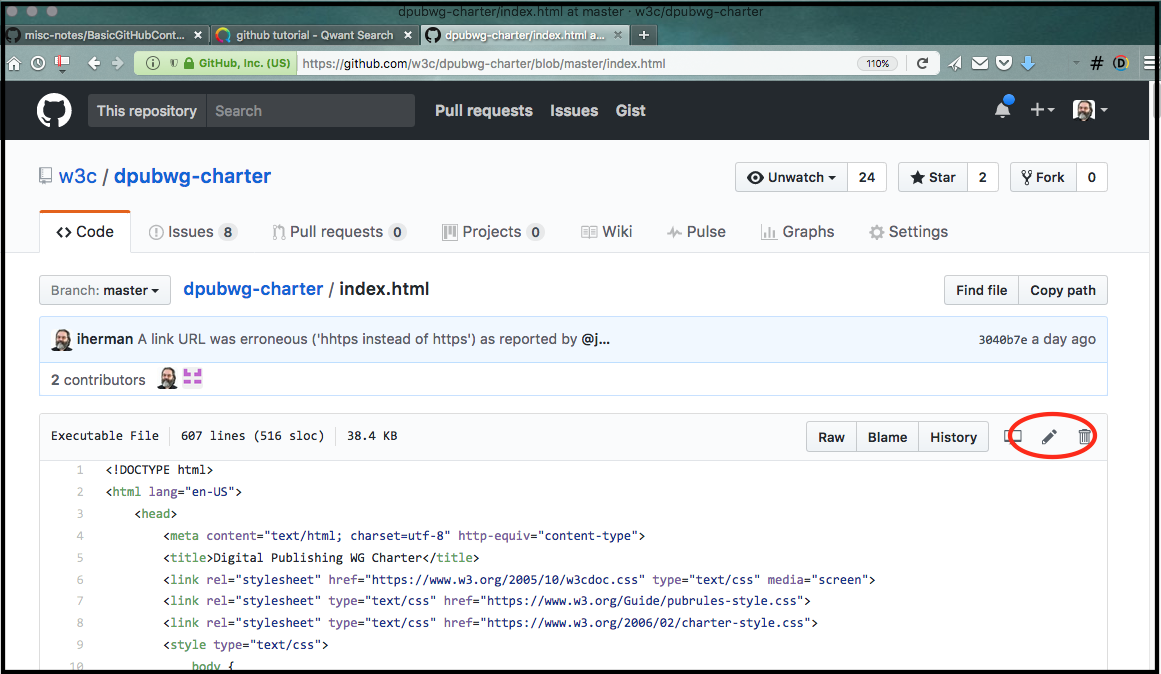 dpubwg-charter/index.html at master · w3c/dpubwg-charter
misc-notes/BasicGitHubCont... × github tutorial - Qwant Search × dpubwg-charter/index.html a... × +
GitHub, Inc. (US) https://github.com/w3c/dpubwg-charter/blob/master/index.html 110%
This repository Search Pull requests Issues Gist
w3c / dpubwg-charter Unwatch 24 Star 2 Fork 0
Code Issues 8 Pull requests 0 Projects 0 Wiki Pulse Graphs Settings
Branch: master dpubwg-charter / index.html Find file Copy path
iherman A link URL was erroneous ('hhtps instead of https') as reported by @j... 3040b7e a day ago
2 contributors
Executable File 607 lines (516 sloc) 38.4 KB Raw Blame History
1 <!DOCTYPE html>
2 <html lang="en-US">
3 <head>
4 <meta content="text/html; charset=utf-8" http-equiv="content-type">
5 <title>Digital Publishing WG Charter</title>
6 <link rel="stylesheet" href="https://www.w3.org/2005/10/w3cdoc.css" type="text/css" media="screen">
7 <link rel="stylesheet" type="text/css" href="https://www.w3.org/Guide/pubrules-style.css">
8 <link rel="stylesheet" type="text/css" href="https://www.w3.org/2006/02/charter-style.css">
9 <style type="text/css">
10 body {